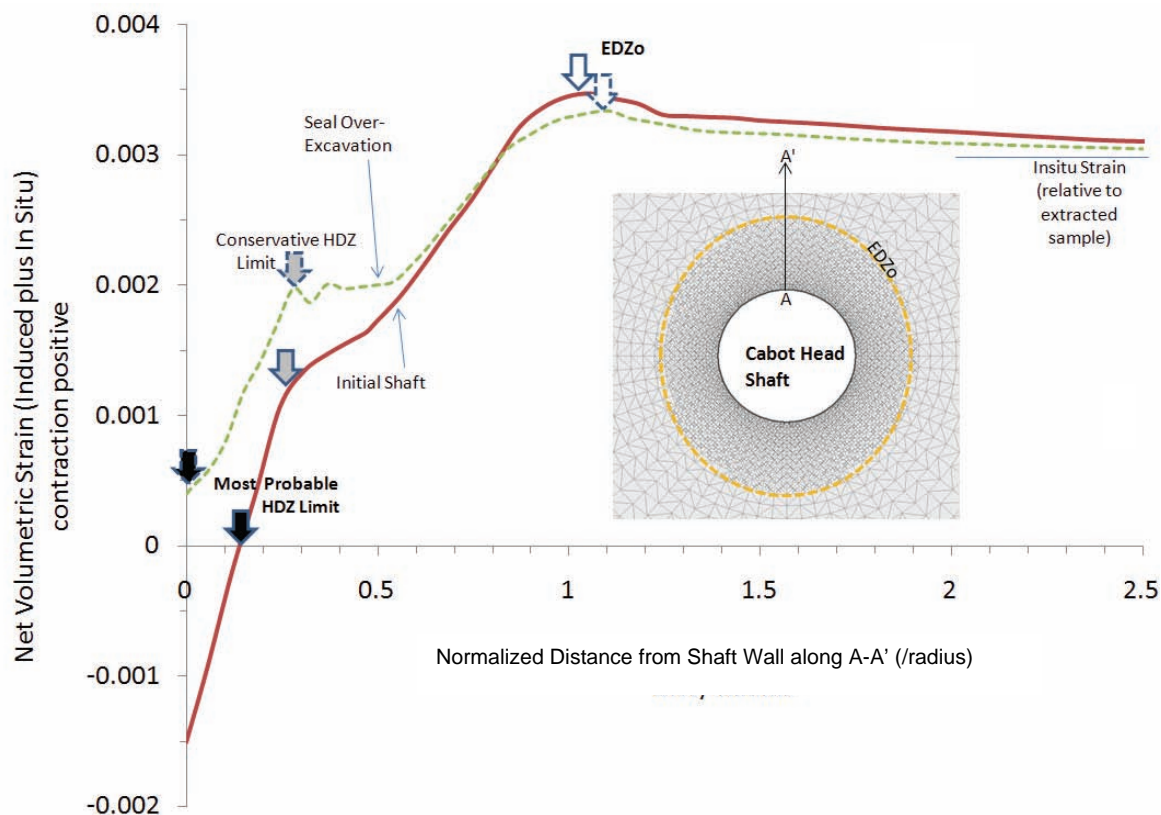 Net Volumetric Strain (Induced plus In Situ)
contraction positive
0.004
0.003
0.002
0.001
0
-0.001
-0.002
0
0.5
1
1.5
2
2.5
EDZo
Seal Over-
Excavation
Conservative HDZ
Limit
Initial Shaft
Most Probable
HDZ Limit
Insitu Strain
(relative to
extracted
sample)
A'
EDZo
A
Cabot Head
Shaft
Normalized Distance from Shaft Wall along A-A’ (/radius)